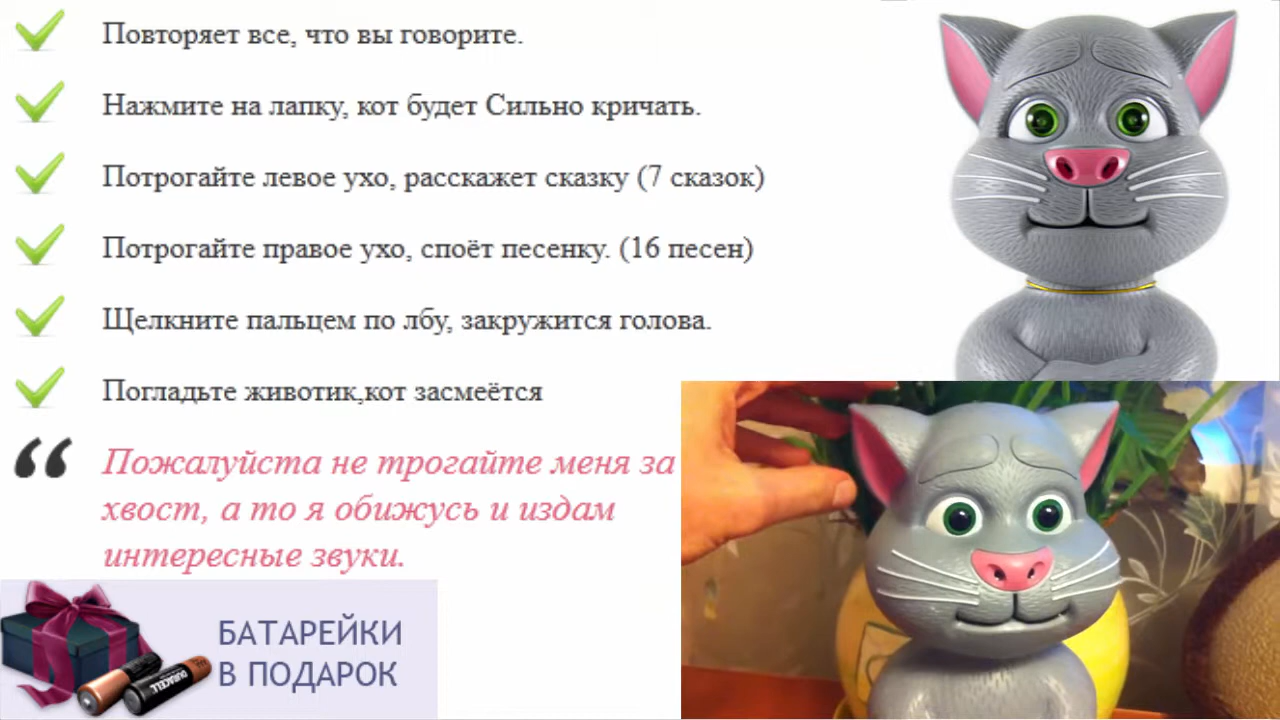 Повторяет все, что вы говорите.
Нажмите на лапку, кот будет Сильно кричать.
Потрогайте левое ухо, расскажет сказку (7 сказок)
Потрогайте правое ухо, споёт песенку. (16 песен)
Щелкните пальцем по лбу, закружится голова.
Погладьте животик,кот засмеётся
“ Пожалуйста не трогайте меня за
хвост, а то я обижусь и издам
интересные звуки.
БАТАРЕЙКИ
В ПОДАРОК
DURACELL